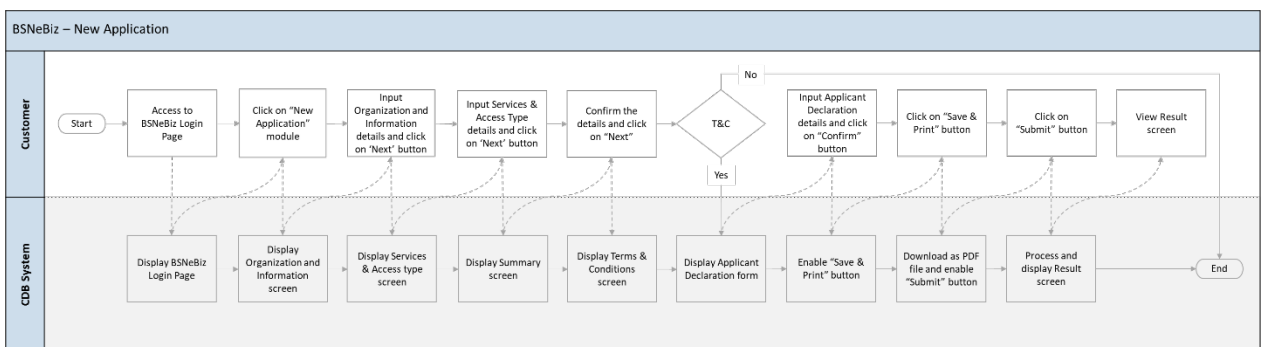 BSNeBiz – New Application
Customer
Start
Access to
BSNeBiz Login
Page
Click on "New
Application"
module
Input
Organization and
Information
details and click
on ‘Next’ button
Input Services &
Access Type
details and click
on ‘Next’ button
Confirm the
details and click
on "Next"
T&C
No
Yes
Input Applicant
Declaration
details and click
on "Confirm"
button
Click on "Save &
Print" button
Click on
"Submit" button
View Result
screen
CDB System
Display BSNeBiz
Login Page
Display
Organization and
Information
screen
Display Services
& Access type
screen
Display Summary
screen
Display Terms &
Conditions
screen
Display Applicant
Declaration form
Enable "Save &
Print" button
Download as PDF
file and enable
"Submit" button
Process and
display Result
screen
End